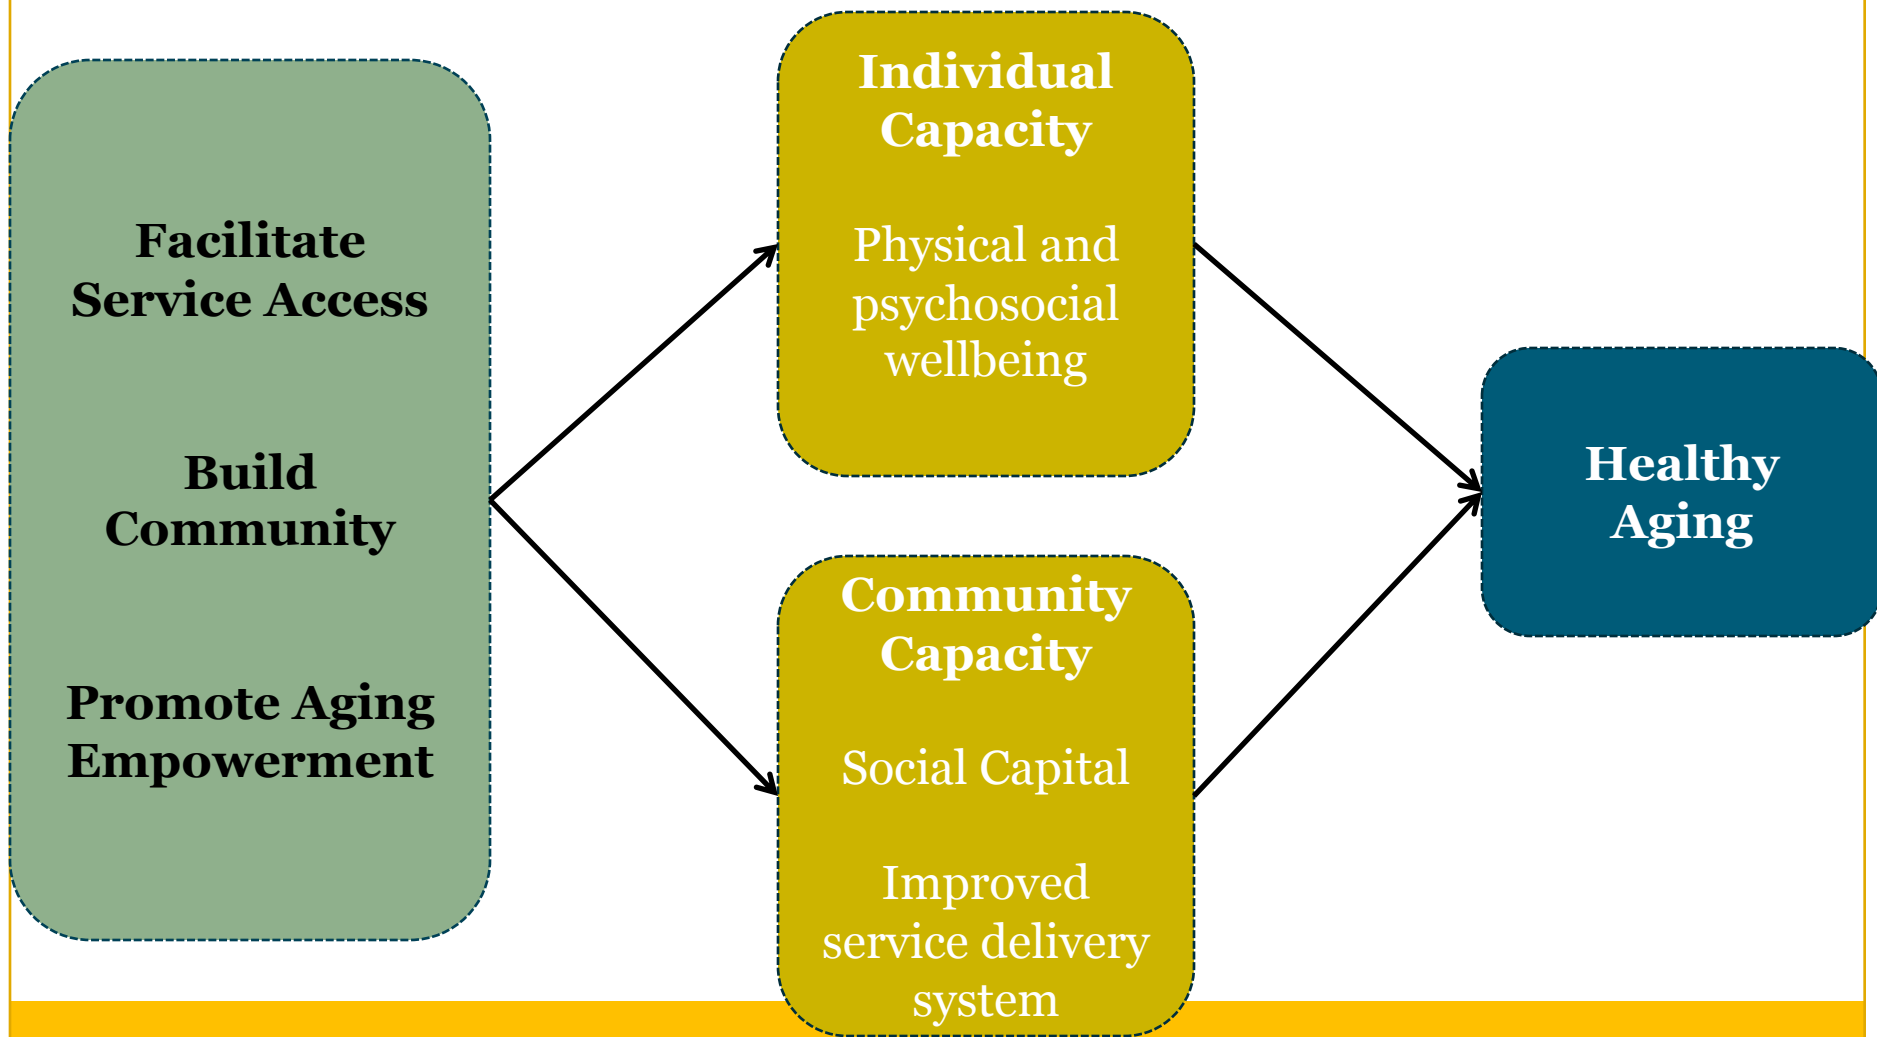 Facilitate
Service Access
Build
Community
Promote Aging
Empowerment
Individual
Capacity
Physical and
psychosocial
wellbeing
Community
Capacity
Social Capital
Improved
service delivery
system
Healthy
Aging